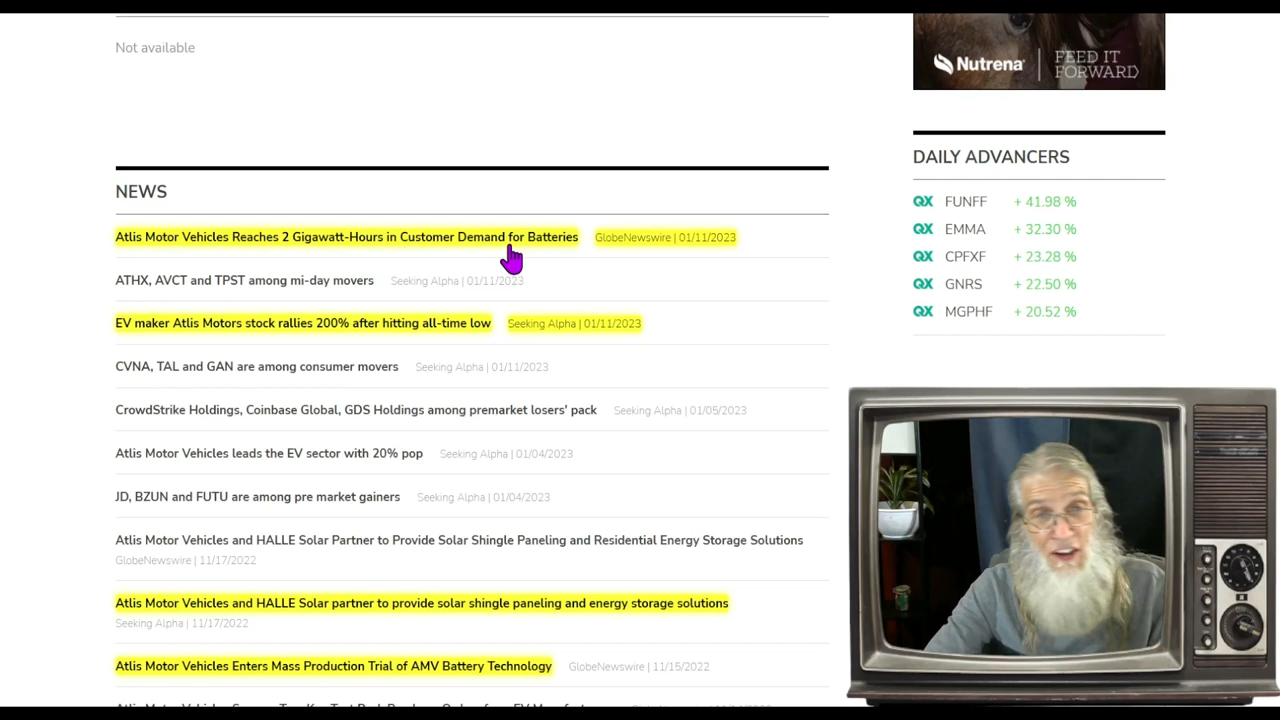 Not available
Nutrena FEED IT FORWARD
DAILY ADVANCERS
QX FUNFF + 41.98 %
QX EMMA + 32.30 %
QX CPFXF + 23.28 %
QX GNRS + 22.50 %
QX MGPHF + 20.52 %
NEWS
Atlis Motor Vehicles Reaches 2 Gigawatt-Hours in Customer Demand for Batteries GlobeNewswire | 01/11/2023
ATHX, AVCT and TPST among mi-day movers Seeking Alpha | 01/11/2023
EV maker Atlis Motors stock rallies 200% after hitting all-time low Seeking Alpha | 01/11/2023
CVNA, TAL and GAN are among consumer movers Seeking Alpha | 01/11/2023
CrowdStrike Holdings, Coinbase Global, GDS Holdings among premarket losers' pack Seeking Alpha | 01/05/2023
Atlis Motor Vehicles leads the EV sector with 20% pop Seeking Alpha | 01/04/2023
JD, BZUN and FUTU are among pre market gainers Seeking Alpha | 01/04/2023
Atlis Motor Vehicles and HALLE Solar Partner to Provide Solar Shingle Paneling and Residential Energy Storage Solutions
GlobeNewswire | 11/17/2022
Atlis Motor Vehicles and HALLE Solar partner to provide solar shingle paneling and energy storage solutions
Seeking Alpha | 11/17/2022
Atlis Motor Vehicles Enters Mass Production Trial of AMV Battery Technology GlobeNewswire | 11/15/2022